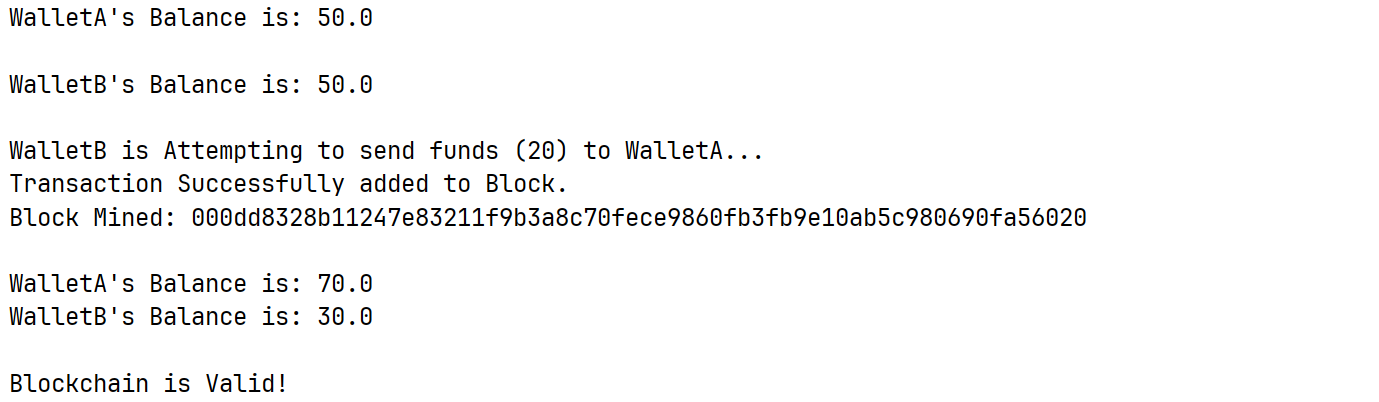 WalletA's Balance is: 50.0
WalletB's Balance is: 50.0
WalletB is Attempting to send funds (20) to WalletA...
Transaction Successfully added to Block.
Block Mined: 000dd8328b11247e83211f9b3a8c70fece9860fb3fb9e10ab5c980690fa56020
WalletA's Balance is: 70.0
WalletB's Balance is: 30.0
Blockchain is Valid!